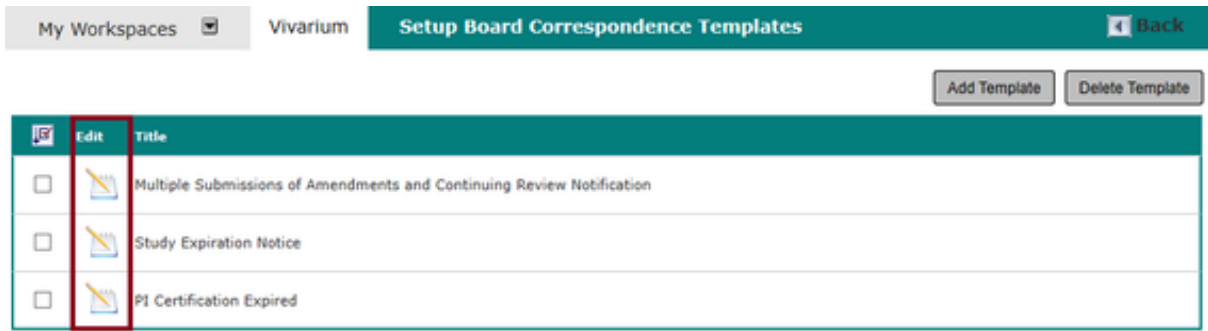 My Workspaces Vivarium Setup Board Correspondence Templates Back
Add Template Delete Template
Edit Title
Multiple Submissions of Amendments and Continuing Review Notification
Study Expiration Notice
PI Certification Expired